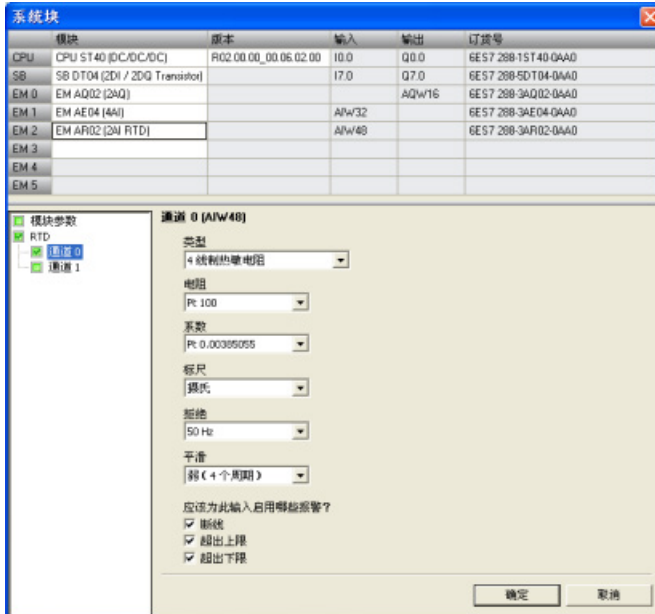 系统块
模块 版本 输入 输出 订货号
CPU CPU ST40 (DC/DC/DC) R02.00.00_00.06.02.00 I0.0 Q0.0 6ES7 288-1ST40-0AA0
SB SB DT04 (2DI / 2DQ Transistor) I7.0 Q7.0 6ES7 288-5DT04-0AA0
EM 0 EM AQ02 (2AQ) AQW16 6ES7 288-3AQ02-0AA0
EM 1 EM AE04 (4AI) AIW32 6ES7 288-3AE04-0AA0
EM 2 EM AR02 (2AI RTD) AIW48 6ES7 288-3AR02-0AA0
EM 3
EM 4
EM 5
模块参数
RTD
通道 0
通道 1
通道 0 (AIW48)
类型
4 线制热敏电阻
电阻
Pt 100
系数
Pt 0.00385055
标尺
摄氏
拒绝
50 Hz
平滑
弱(4 个周期)
应该为此输入启用哪些报警?
断线
超出上限
超出下限
确定 取消